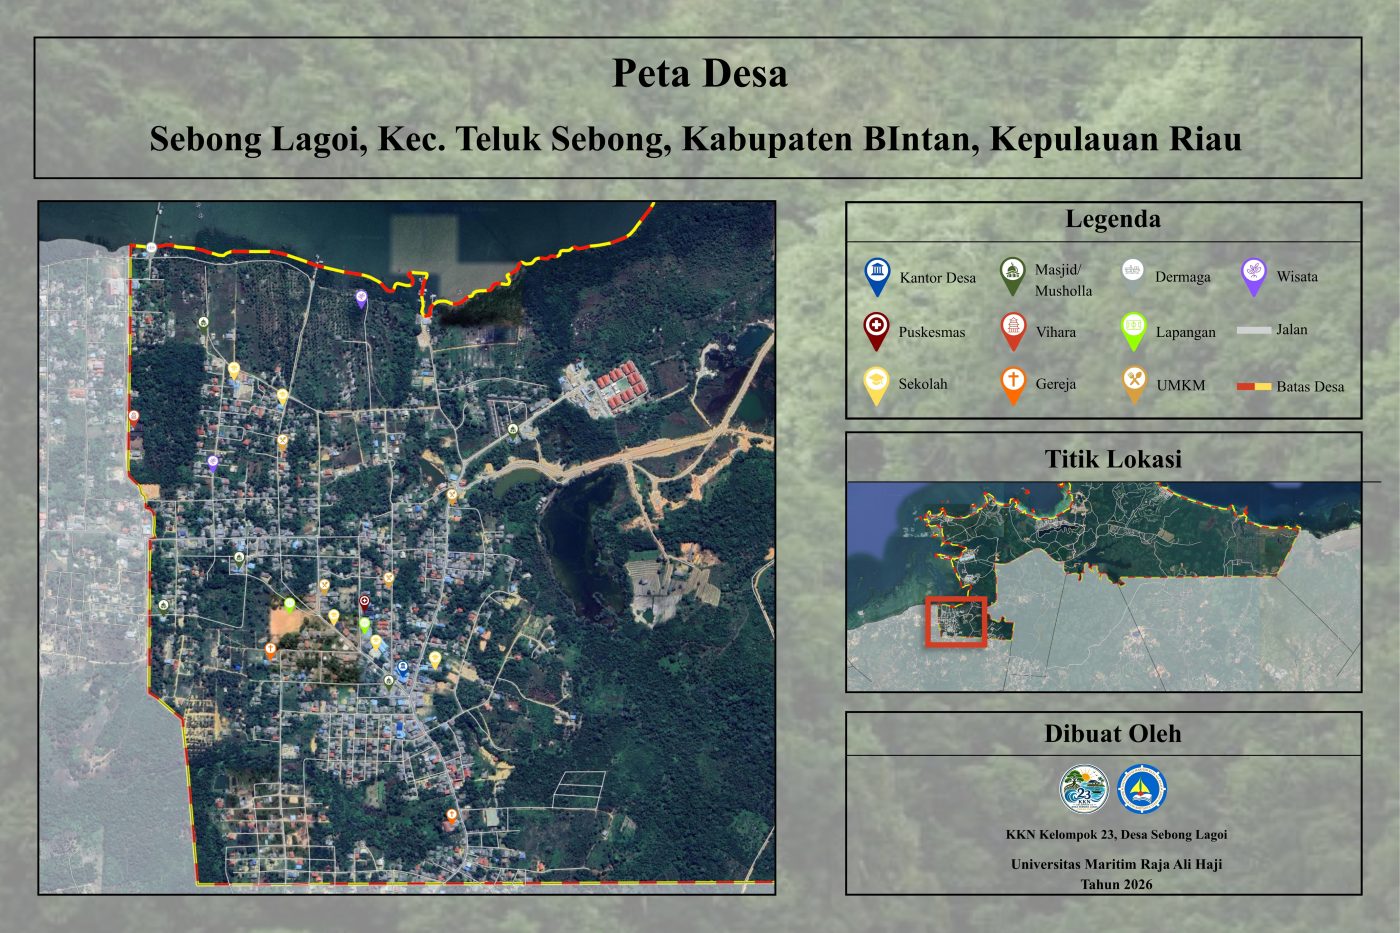 Peta Desa
Sebong Lagoi, Kec. Teluk Sebong, Kabupaten BIntan, Kepulauan Riau
Legenda
Kantor Desa
Masjid/
Musholla
Dermaga
Wisata
Puskesmas
Vihara
Lapangan
Jalan
Sekolah
Gereja
UMKM
Batas Desa
Titik Lokasi
Dibuat Oleh
23
KKN
KKN Kelompok 23, Desa Sebong Lagoi
Universitas Maritim Raja Ali Haji
Tahun 2026